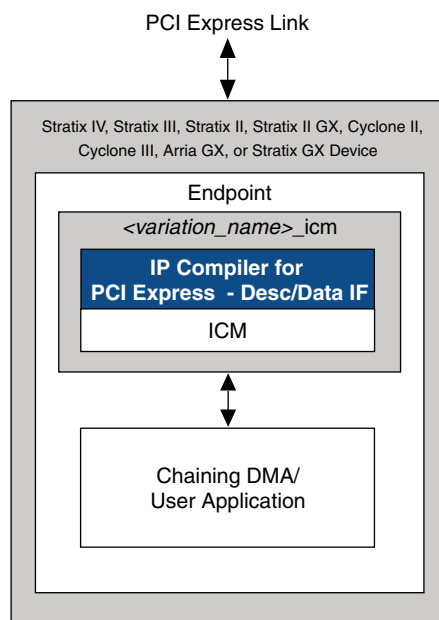 PCI Express Link
Stratix IV, Stratix III, Stratix II, Stratix II GX, Cyclone II,
Cyclone III, Arria GX, or Stratix GX Device
Endpoint
<variation_name>_icm
IP Compiler for
PCI Express - Desc/Data IF
ICM
Chaining DMA/
User Application